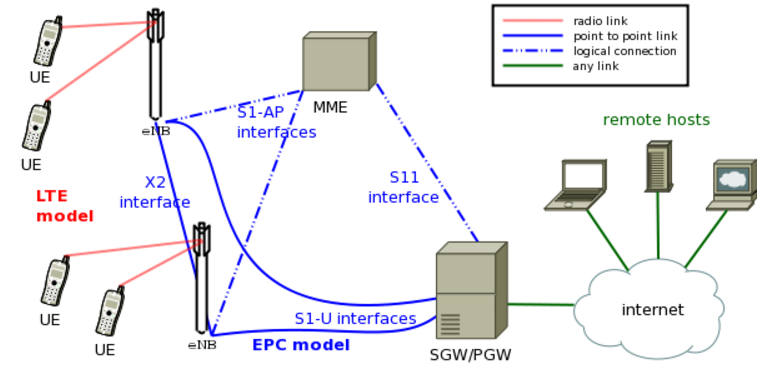 radio link
point to point link
logical connection
any link
UE
UE
eNB
MME
S1-AP
interfaces
remote hosts
X2
interface
S11
interface
LTE
model
UE
UE
eNB
S1-U interfaces
EPC model
SGW/PGW
internet